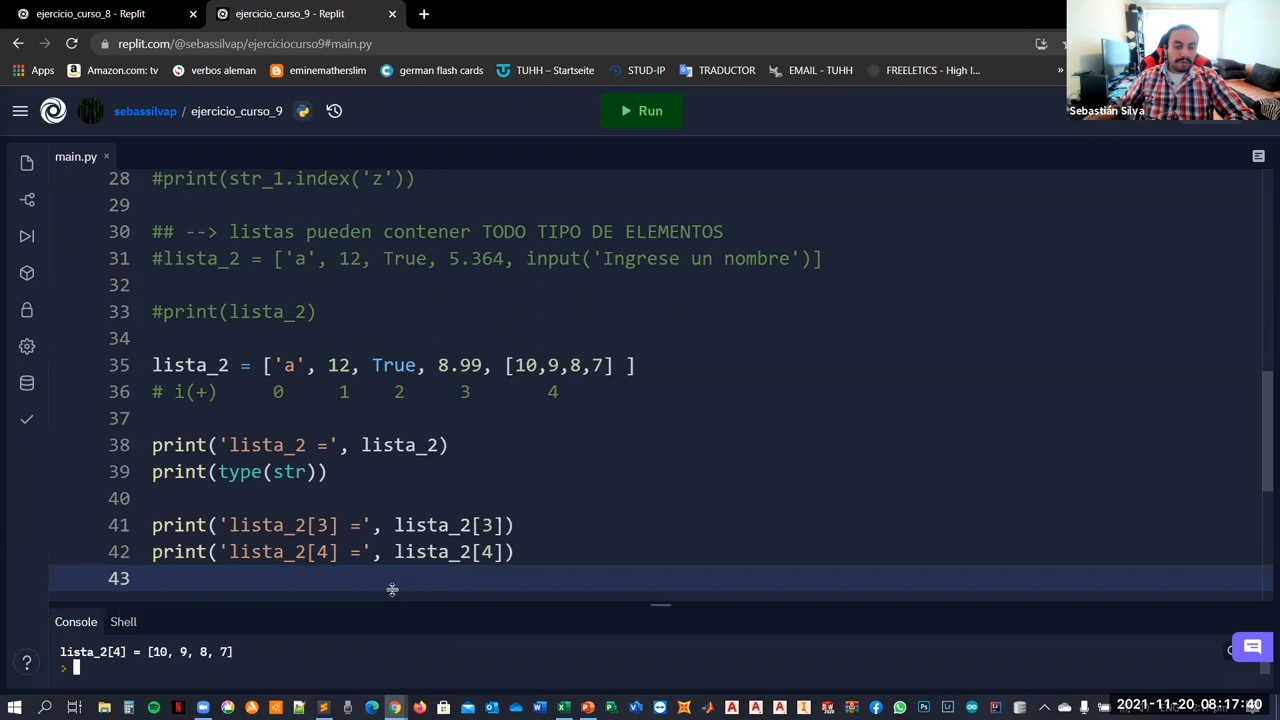 ejercicio_curso_8 - Replit × ejercicio_curso_9 - Replit × +
replit.com/@sebassilvap/ejerciciocurso9#main.py
Apps Amazon.com: tv verbos aleman eminemathersIim german flashcards TUHH – Startseite STUD-IP TRADUCTOR EMAIL - TUHH FREELETICS - High I... »
Sebastián Silva
sebassilvap / ejercicio_curso_9
Run
main.py ×
28 #print(str_1.index('z'))
29
30 ## --> listas pueden contener TODO TIPO DE ELEMENTOS
31 #lista_2 = ['a', 12, True, 5.364, input('Ingrese un nombre')]
32
33 #print(lista_2)
34
35 lista_2 = ['a', 12, True, 8.99, [10,9,8,7] ]
36 # i(+) 0 1 2 3 4
37
38 print('lista_2 =', lista_2)
39 print(type(str))
40
41 print('lista_2[3] =', lista_2[3])
42 print('lista_2[4] =', lista_2[4])
43
Console Shell
lista_2[4] = [10, 9, 8, 7]
>
2021-11-20 08:17:40